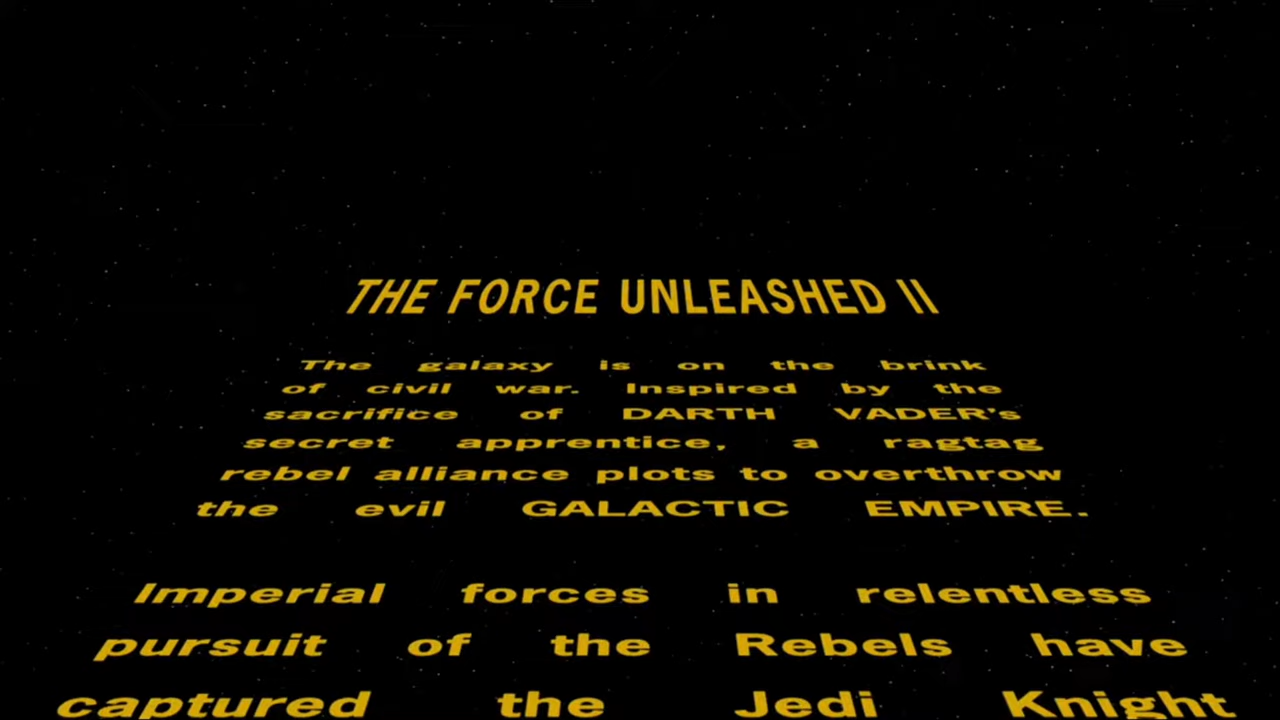 THE FORCE UNLEASHED II
The galaxy is on the brink
of civil war. Inspired by the
sacrifice of DARTH VADER's
secret apprentice, a ragtag
rebel alliance plots to overthrow
the evil GALACTIC EMPIRE.
Imperial forces in relentless
pursuit of the Rebels have
captured the Jedi Knight